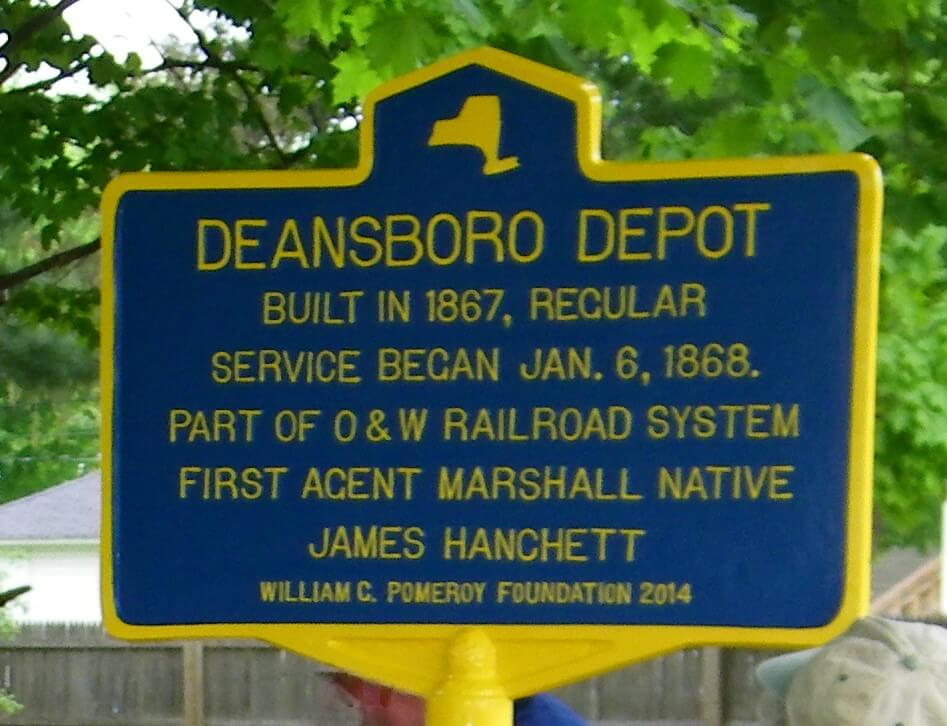 DEANSBORO DEPOT
BUILT IN 1867, REGULAR
SERVICE BEGAN JAN. 6, 1868.
PART OF O & W RAILROAD SYSTEM
FIRST AGENT MARSHALL NATIVE
JAMES HANCHETT
WILLIAM G. POMEROY FOUNDATION 2014